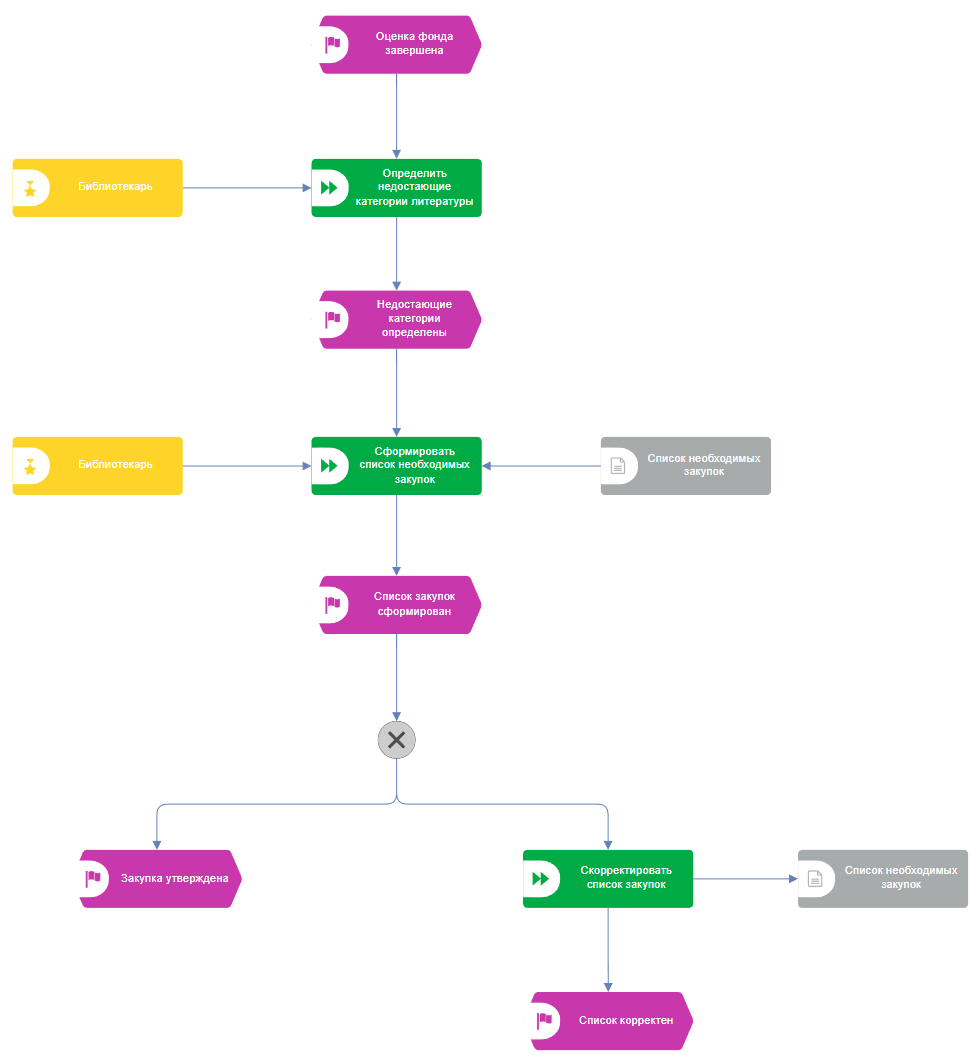 Оценка фонда
завершена
Библиотекарь
Определить
недостающие
категории литературы
Недостающие
категории
определены
Библиотекарь
Сформировать
список необходимых
закупок
Список необходимых
закупок
Список закупок
сформирован
Закупка утверждена
Скорректировать
список закупок
Список необходимых
закупок
Список корректен